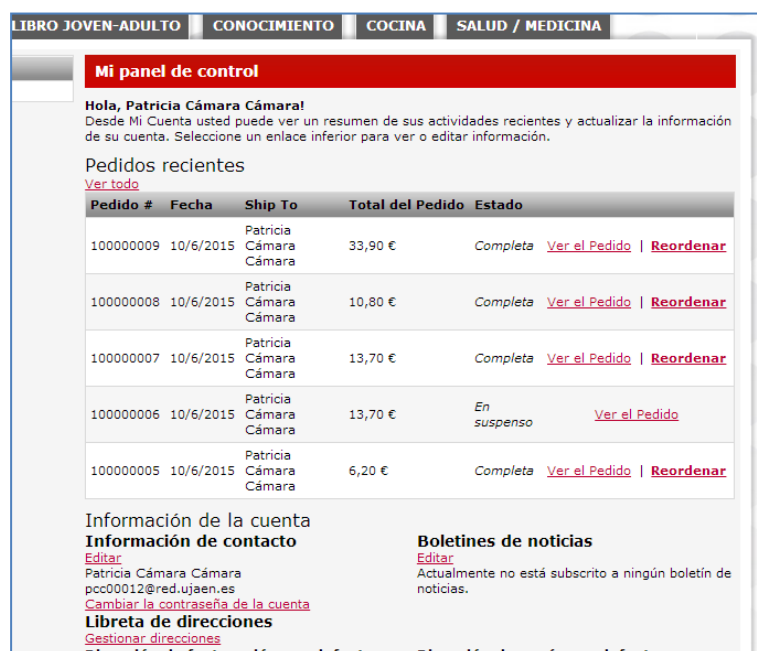 LIBRO JOVEN-ADULTO CONOCIMIENTO COCINA SALUD / MEDICINA
Mi panel de control
Hola, Patricia Cámara Cámara!
Desde Mi Cuenta usted puede ver un resumen de sus actividades recientes y actualizar la información
de su cuenta. Seleccione un enlace inferior para ver o editar información.
Pedidos recientes
Ver todo
Pedido # Fecha Ship To Total del Pedido Estado
100000009 10/6/2015 Patricia Cámara Cámara 33,90 € Completa Ver el Pedido | Reordenar
100000008 10/6/2015 Patricia Cámara Cámara 10,80 € Completa Ver el Pedido | Reordenar
100000007 10/6/2015 Patricia Cámara Cámara 13,70 € Completa Ver el Pedido | Reordenar
100000006 10/6/2015 Patricia Cámara Cámara 13,70 € En suspenso Ver el Pedido
100000005 10/6/2015 Patricia Cámara Cámara 6,20 € Completa Ver el Pedido | Reordenar
Información de la cuenta
Información de contacto
Editar
Patricia Cámara Cámara
pcc00012@red.ujaen.es
Cambiar la contraseña de la cuenta
Boletines de noticias
Editar
Actualmente no está subscrito a ningún boletín de
noticias.
Libreta de direcciones
Gestionar direcciones